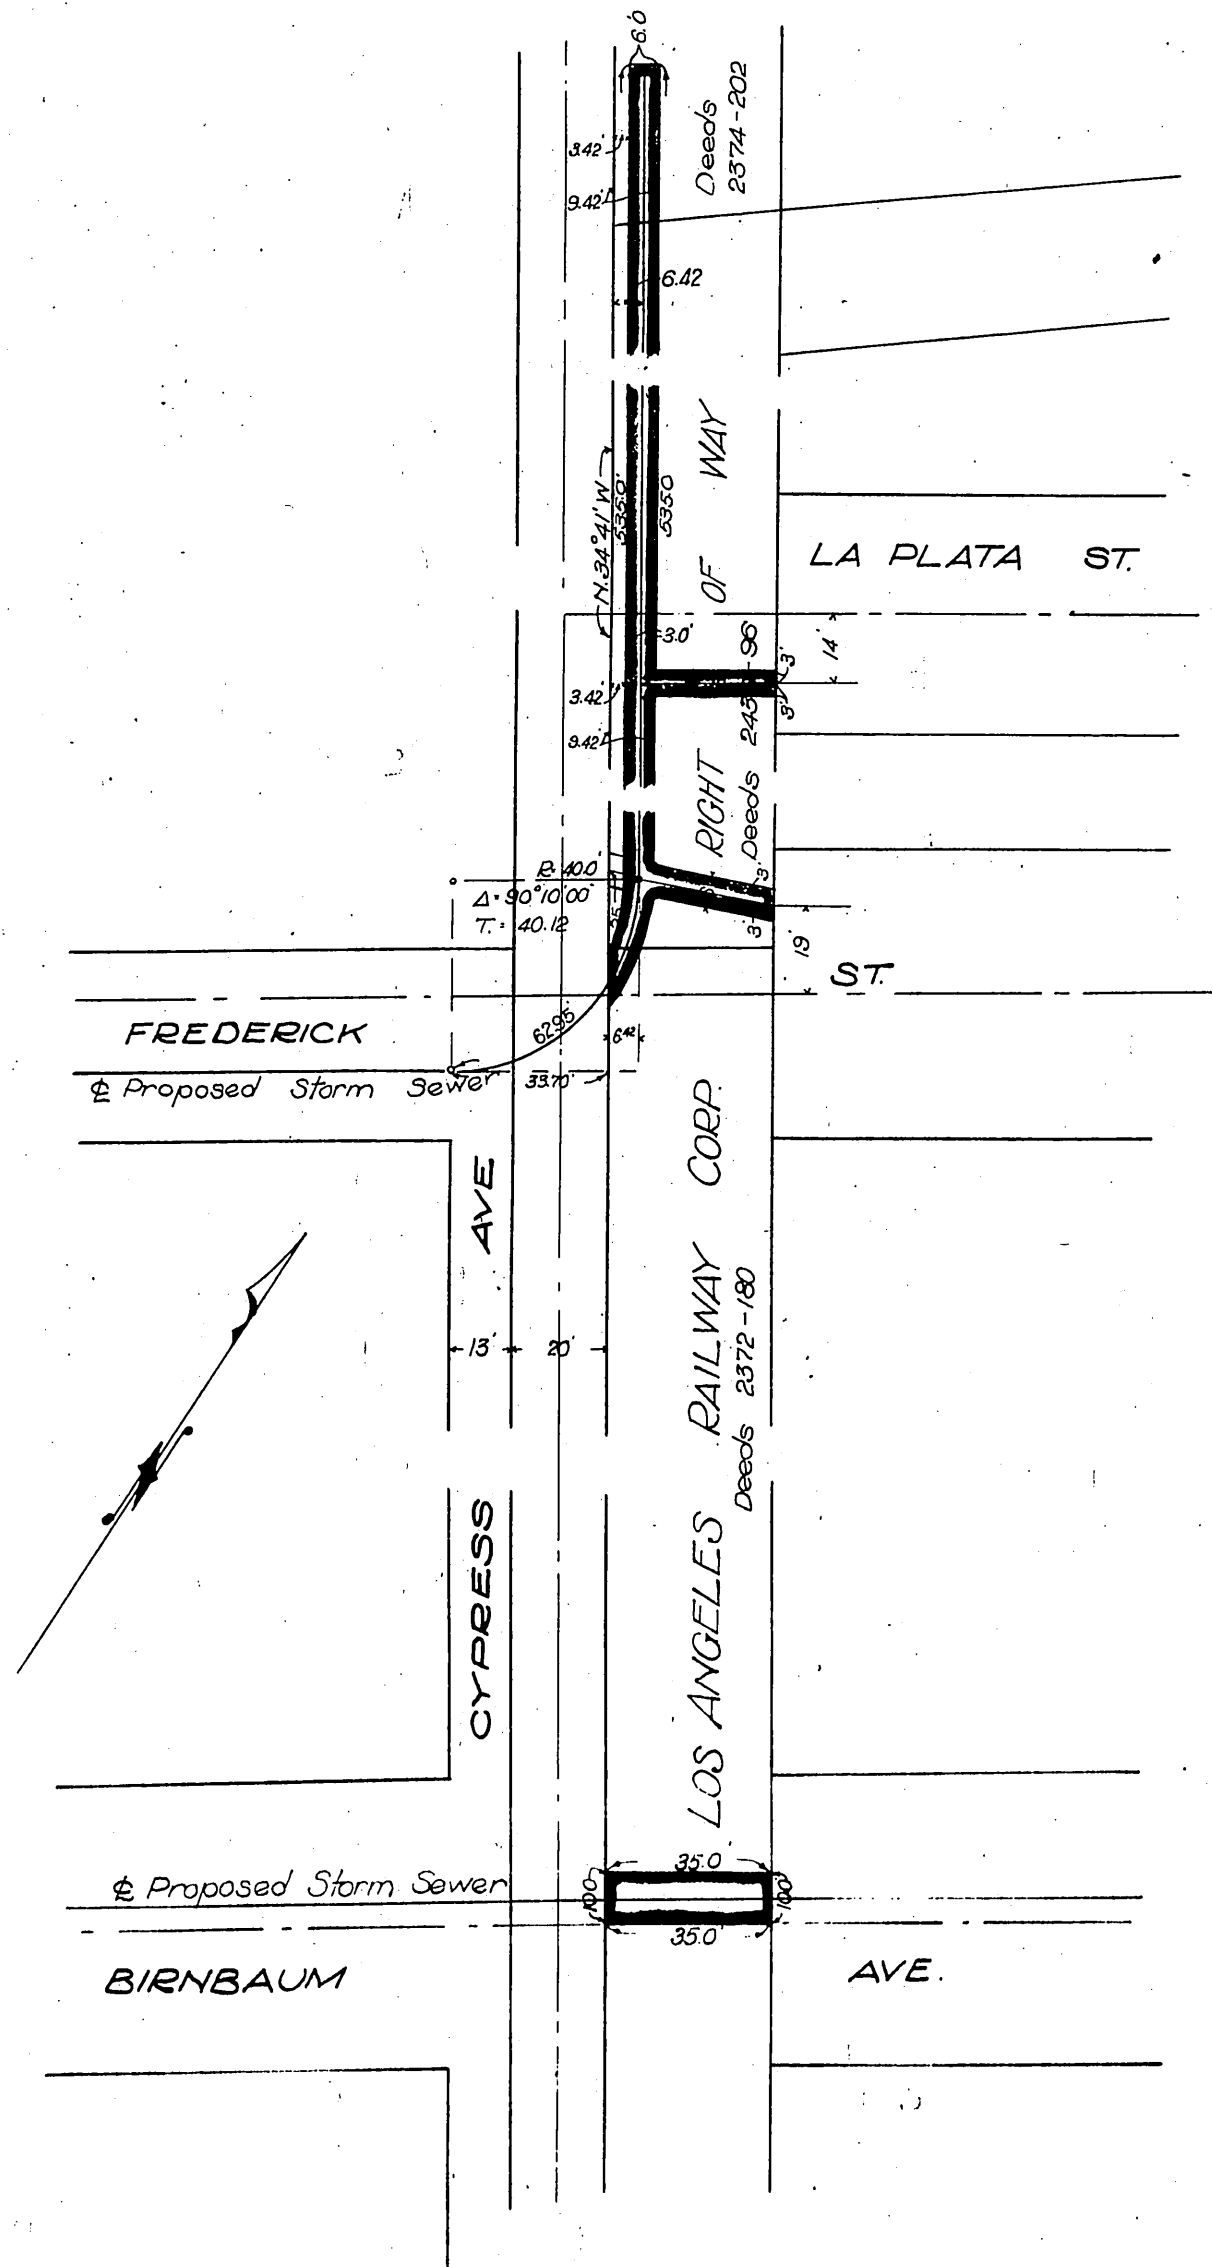 6.0
Deeds
2374-202
3.42'
9.42'
6.42
N.34°41'W
535.0'
535.0
RIGHT OF WAY
LA PLATA ST.
3.0'
3'
14'
3.42'
3'
9.42'
R=40.0'
Δ=90°10'00"
T.=40.12
3'
3'
19'
ST.
FREDERICK
62.95
6.42
33.70'
℄ Proposed Storm Sewer
CYPRESS AVE
13'
20'
LOS ANGELES RAILWAY CORP.
Deeds 2372-180
35.0
℄ Proposed Storm Sewer
10.0
10.0
35.0
BIRNBAUM AVE.